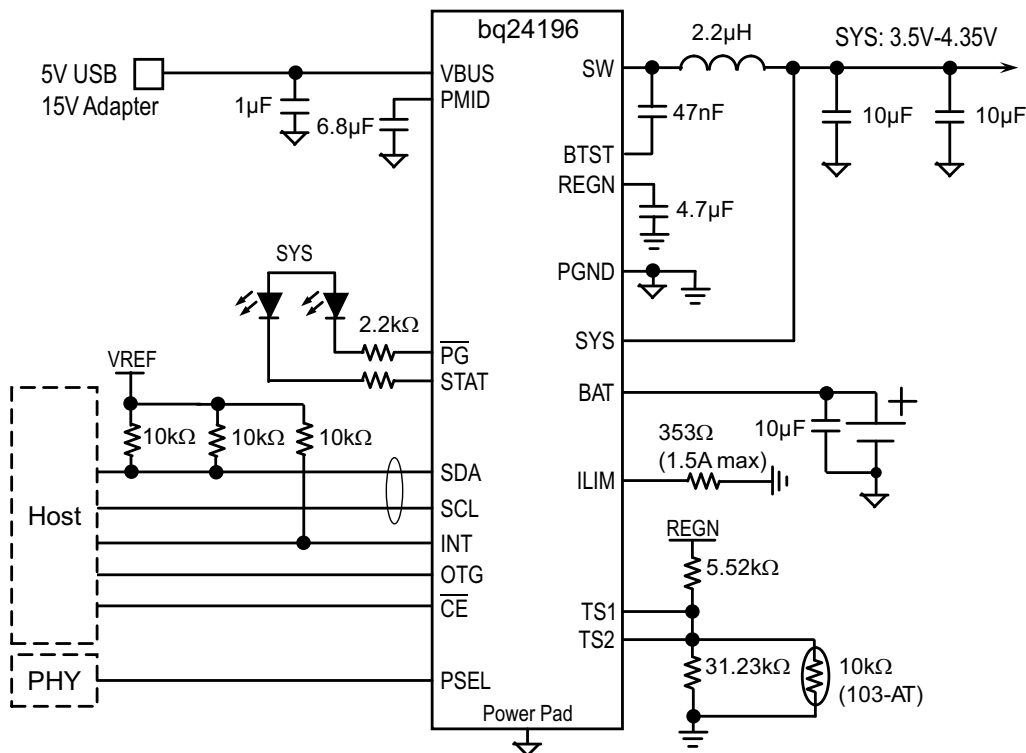 bq24196
2.2µH
SYS: 3.5V-4.35V
5V USB
15V Adapter
VBUS
PMID
SW
1µF
6.8µF
47nF
10µF
10µF
BTST
REGN
4.7µF
SYS
PGND
2.2kΩ
PG
STAT
SYS
VREF
BAT
10kΩ
10kΩ
10kΩ
353Ω
(1.5A max)
10µF
+
Host
SDA
SCL
INT
OTG
CE
ILIM
REGN
5.52kΩ
TS1
TS2
31.23kΩ
10kΩ
(103-AT)
PHY
PSEL
Power Pad